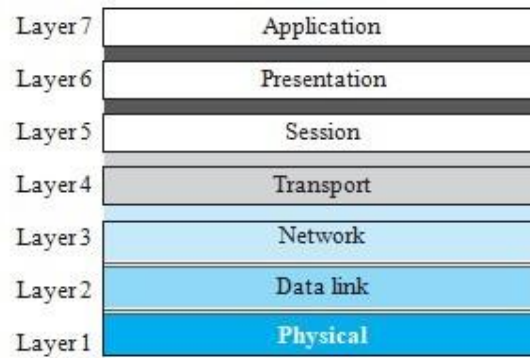 Layer 7 Application
Layer 6 Presentation
Layer 5 Session
Layer 4 Transport
Layer 3 Network
Layer 2 Data link
Layer 1 Physical